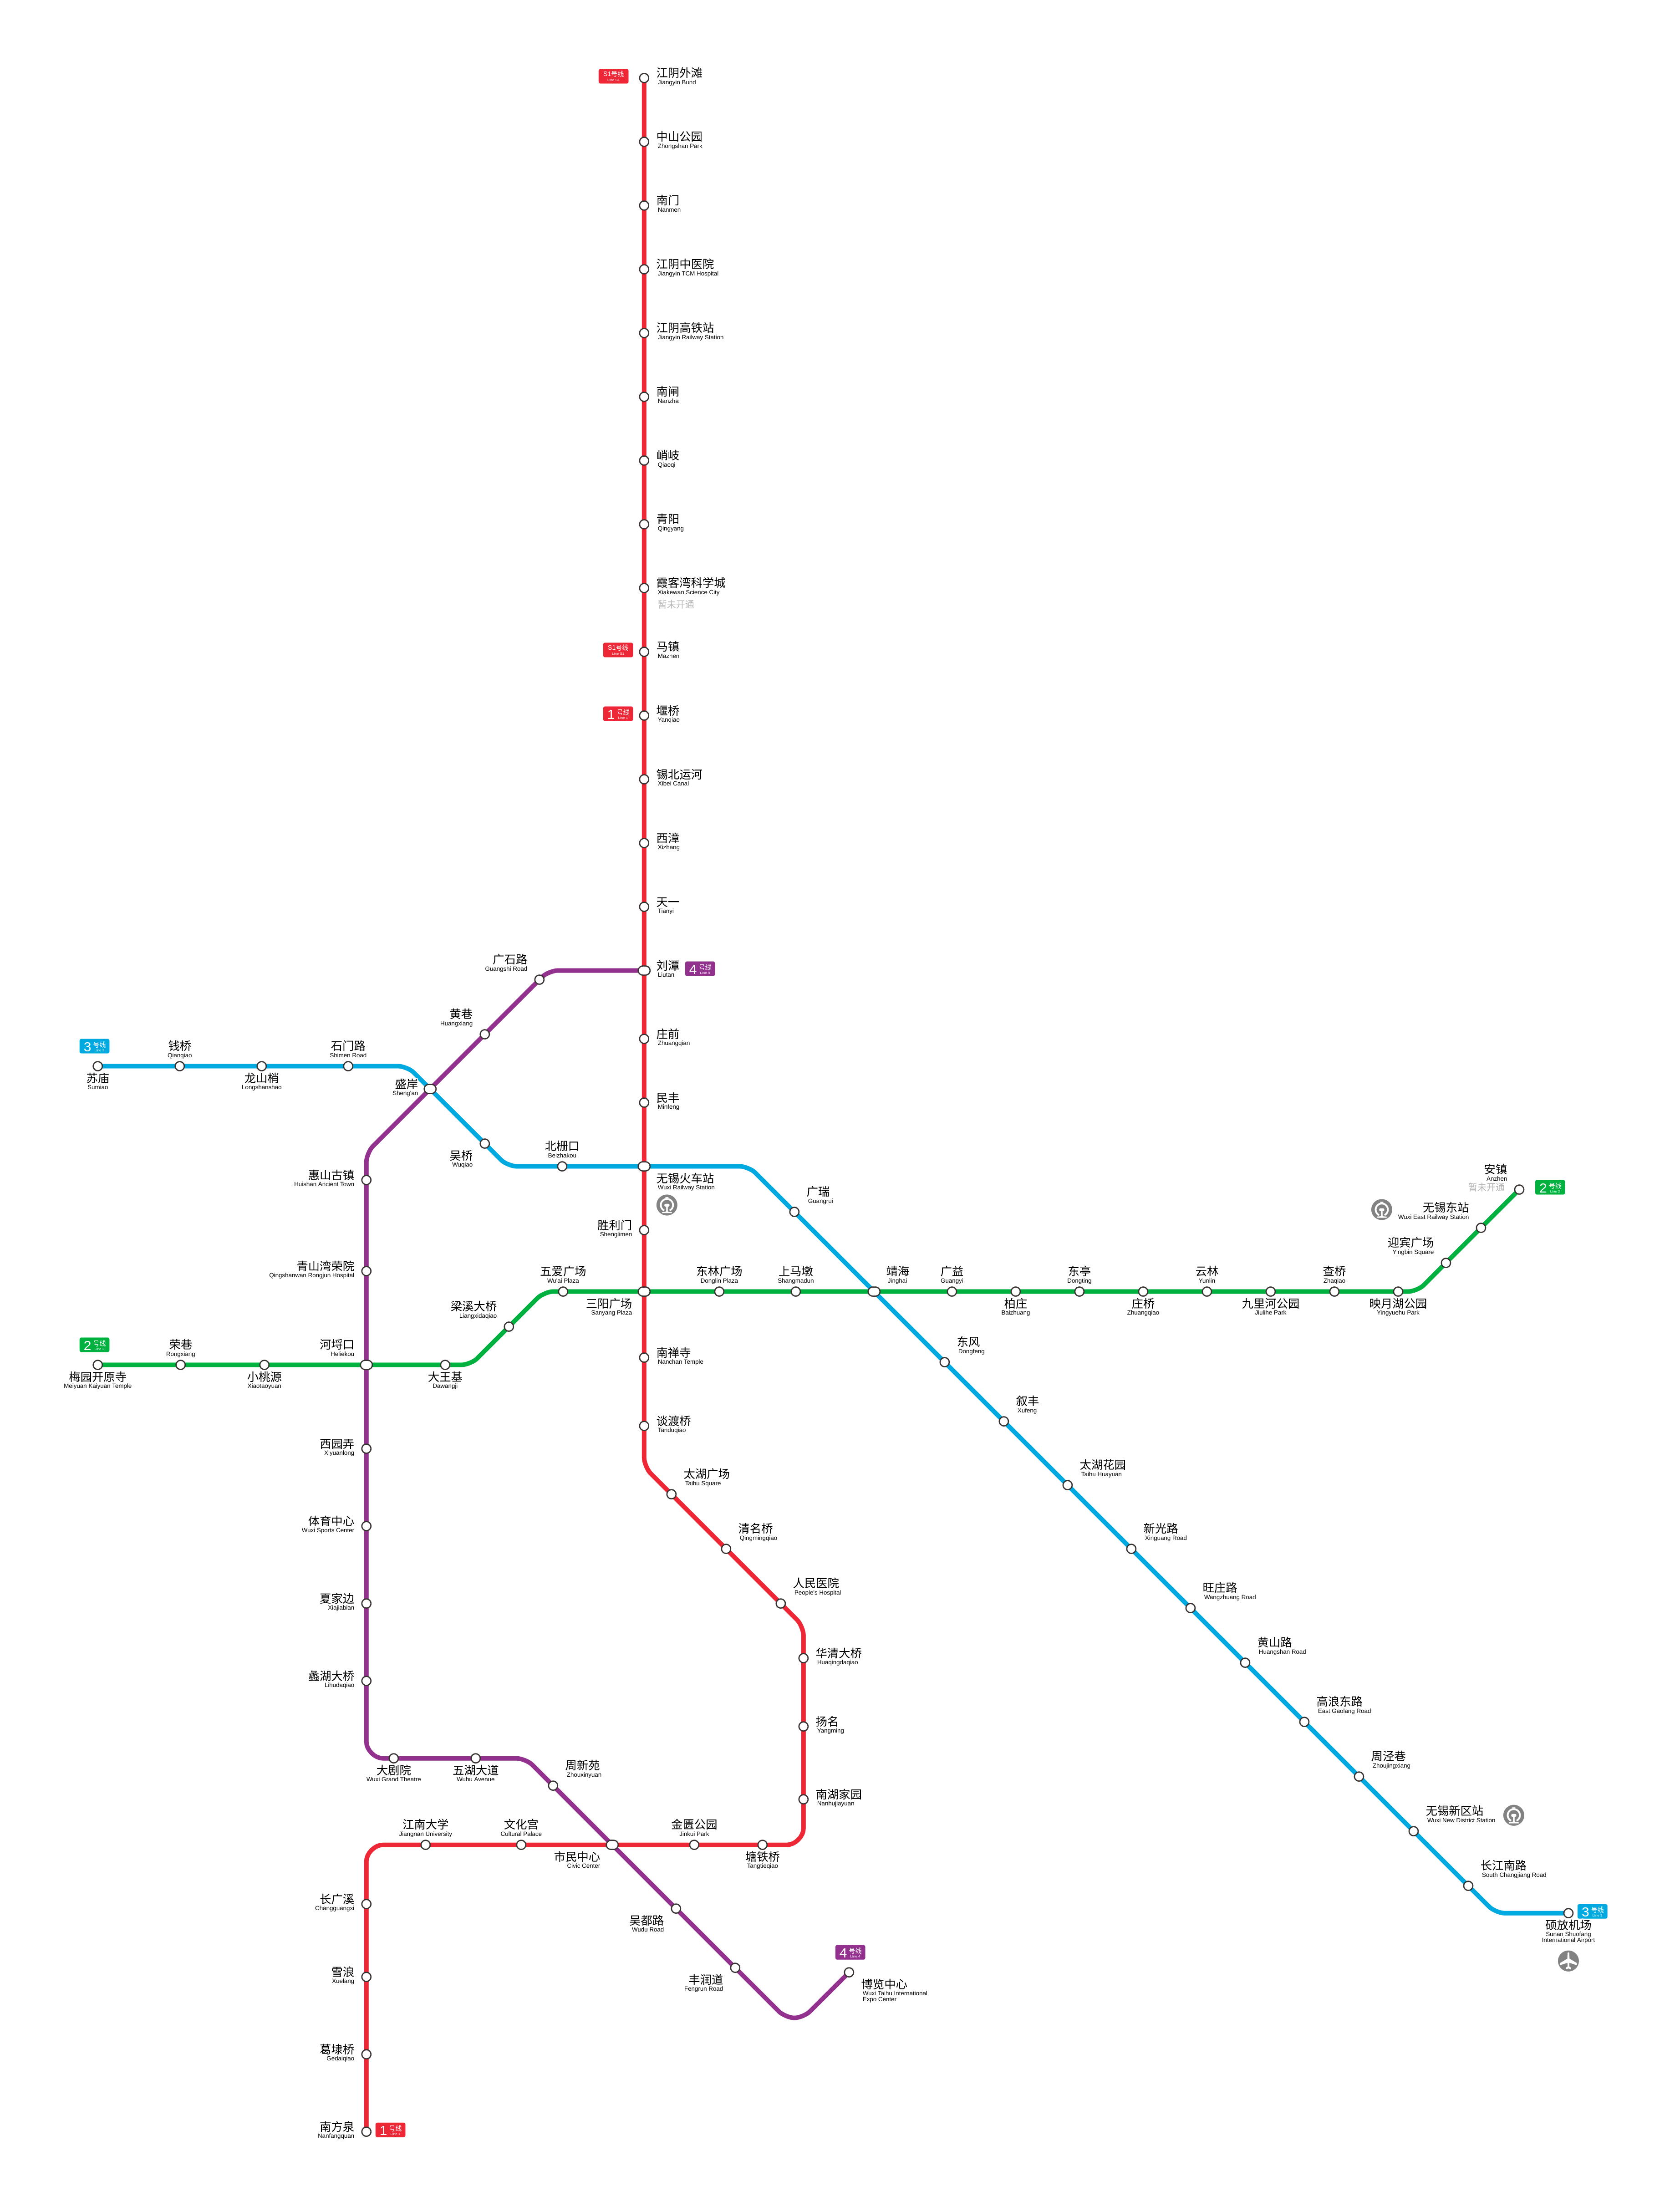 S1号线
Line S1
江阴外滩
Jiangyin Bund
中山公园
Zhongshan Park
南门
Nanmen
江阴中医院
Jiangyin TCM Hospital
江阴高铁站
Jiangyin Railway Station
南闸
Nanzha
峭岐
Qiaoqi
青阳
Qingyang
霞客湾科学城
Xiakewan Science City
暂未开通
S1号线
Line S1
马镇
Mazhen
1 号线
Line 1
堰桥
Yanqiao
锡北运河
Xibei Canal
西漳
Xizhang
天一
Tianyi
刘潭
Liutan
4 号线
Line 4
广石路
Guangshi Road
黄巷
Huangxiang
庄前
Zhuangqian
3 号线
Line 3
苏庙
Sumiao
钱桥
Qianqiao
龙山梢
Longshanshao
石门路
Shimen Road
盛岸
Sheng'an
民丰
Minfeng
吴桥
Wuqiao
北栅口
Beizhakou
无锡火车站
Wuxi Railway Station
惠山古镇
Huishan Ancient Town
广瑞
Guangrui
安镇
Anzhen
暂未开通
2 号线
Line 2
无锡东站
Wuxi East Railway Station
迎宾广场
Yingbin Square
胜利门
Shenglimen
青山湾荣院
Qingshanwan Rongjun Hospital
五爱广场
Wu'ai Plaza
三阳广场
Sanyang Plaza
东林广场
Donglin Plaza
上马墩
Shangmadun
靖海
Jinghai
广益
Guangyi
柏庄
Baizhuang
东亭
Dongting
庄桥
Zhuangqiao
云林
Yunlin
九里河公园
Jiulihe Park
查桥
Zhaqiao
映月湖公园
Yingyuehu Park
梁溪大桥
Liangxidaqiao
2 号线
Line 2
梅园开原寺
Meiyuan Kaiyuan Temple
荣巷
Rongxiang
小桃源
Xiaotaoyuan
河埒口
Heliekou
大王基
Dawangji
南禅寺
Nanchan Temple
东风
Dongfeng
谈渡桥
Tanduqiao
叙丰
Xufeng
西园弄
Xiyuanlong
太湖广场
Taihu Square
太湖花园
Taihu Huayuan
体育中心
Wuxi Sports Center
清名桥
Qingmingqiao
新光路
Xinguang Road
夏家边
Xiajiabian
人民医院
People's Hospital
旺庄路
Wangzhuang Road
华清大桥
Huaqingdaqiao
黄山路
Huangshan Road
蠡湖大桥
Lihudaqiao
扬名
Yangming
高浪东路
East Gaolang Road
大剧院
Wuxi Grand Theatre
五湖大道
Wuhu Avenue
周新苑
Zhouxinyuan
周泾巷
Zhoujingxiang
南湖家园
Nanhujiayuan
无锡新区站
Wuxi New District Station
江南大学
Jiangnan University
文化宫
Cultural Palace
市民中心
Civic Center
金匮公园
Jinkui Park
塘铁桥
Tangtieqiao
长江南路
South Changjiang Road
长广溪
Changguangxi
3 号线
Line 3
硕放机场
Sunan Shuofang
International Airport
吴都路
Wudu Road
雪浪
Xuelang
丰润道
Fengrun Road
4 号线
Line 4
博览中心
Wuxi Taihu International
Expo Center
葛埭桥
Gedaiqiao
南方泉
Nanfangquan
1 号线
Line 1